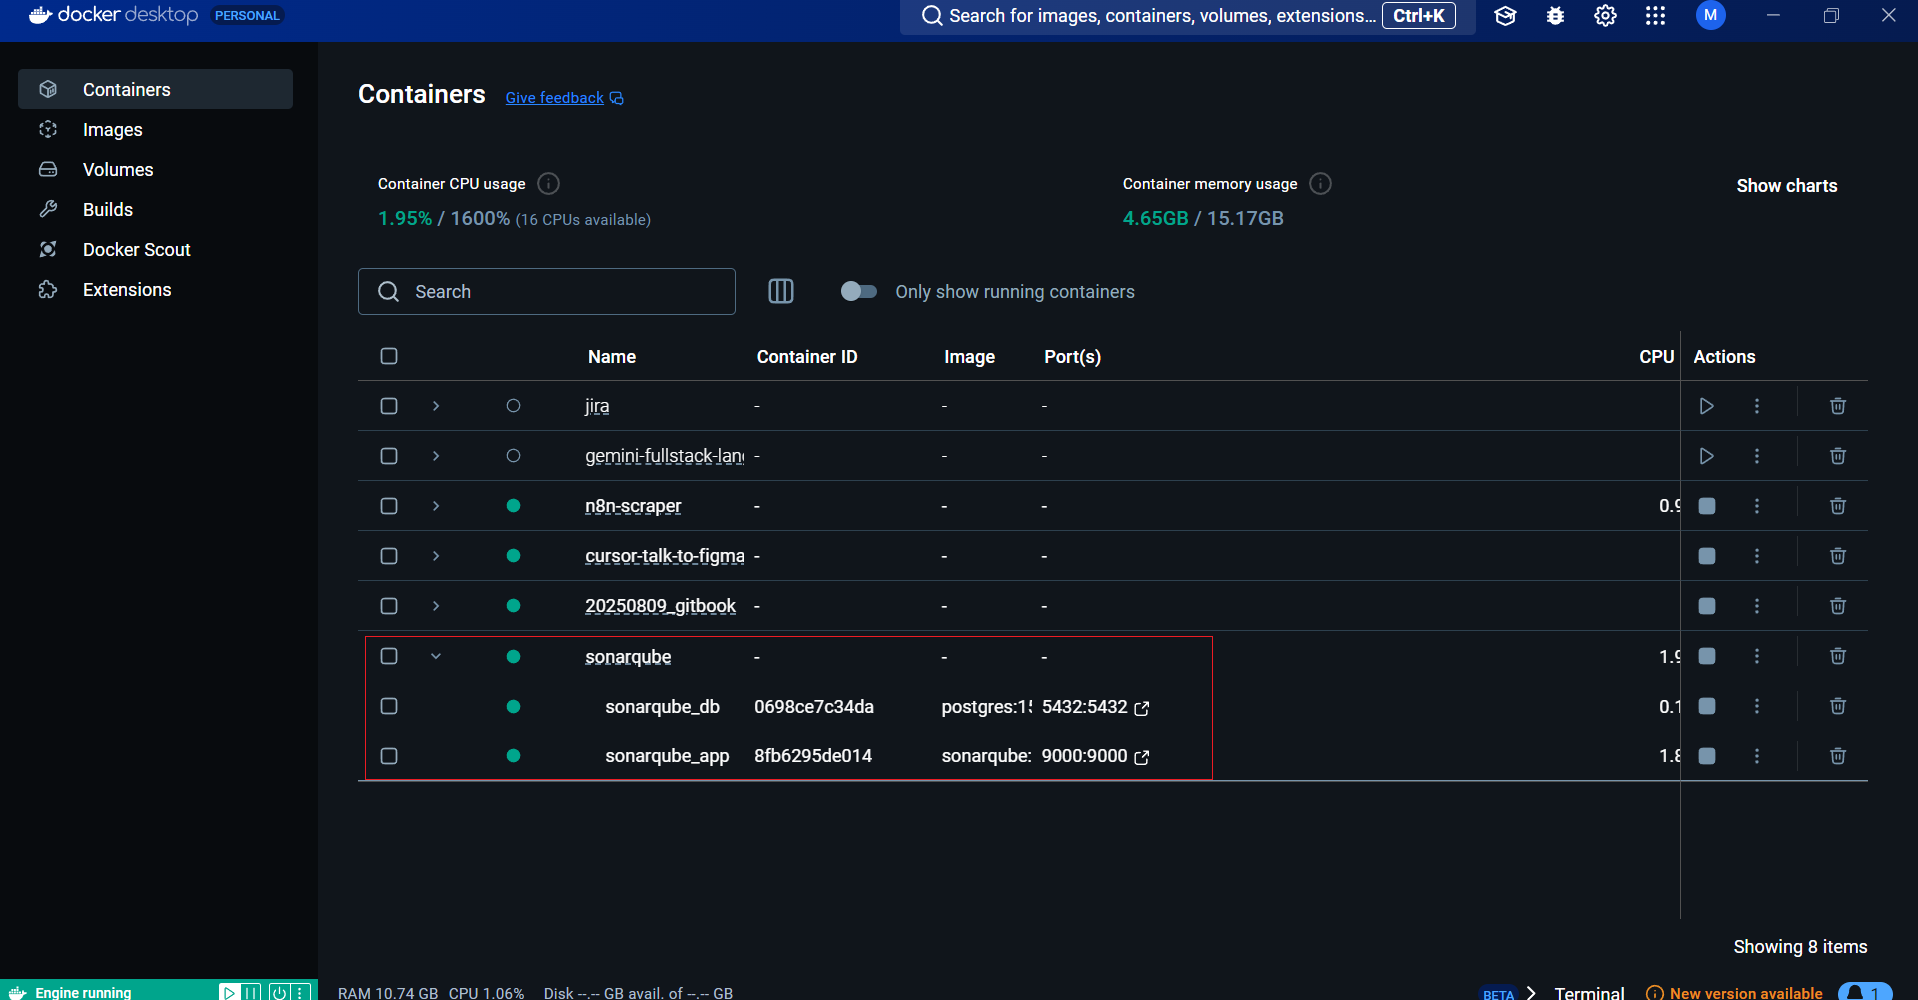 docker desktop PERSONAL
Search for images, containers, volumes, extensions... Ctrl+K
M
Containers
Images
Volumes
Builds
Docker Scout
Extensions
Containers Give feedback
Container CPU usage
1.95% / 1600% (16 CPUs available)
Container memory usage
4.65GB / 15.17GB
Show charts
Search
Only show running containers
Name Container ID Image Port(s) CPU Actions
jira - - -
gemini-fullstack-lan - - -
n8n-scraper - - - 0.9
cursor-talk-to-figma - - -
20250809_gitbook - - -
sonarqube - - - 1.9
sonarqube_db 0698ce7c34da postgres:15 5432:5432 0.1
sonarqube_app 8fb6295de014 sonarqube: 9000:9000 1.8
Showing 8 items
Engine running
RAM 10.74 GB CPU 1.06% Disk --.-- GB avail. of --.-- GB
BETA Terminal New version available 1